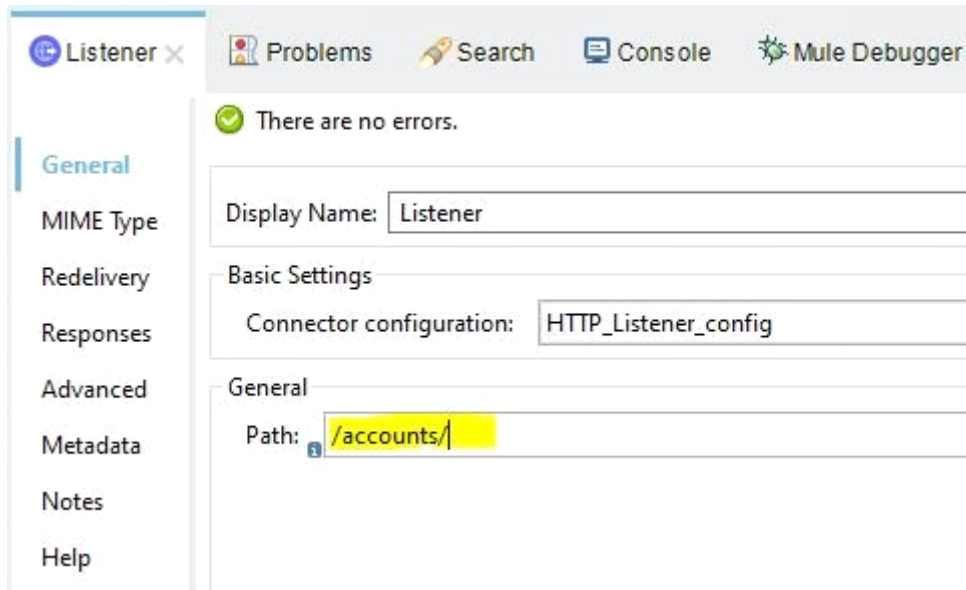 Listener Problems Search Console Mule Debugger
There are no errors.
General
MIME Type
Redelivery
Responses
Advanced
Metadata
Notes
Help
Display Name: Listener
Basic Settings
Connector configuration: HTTP_Listener_config
General
Path: /accounts/